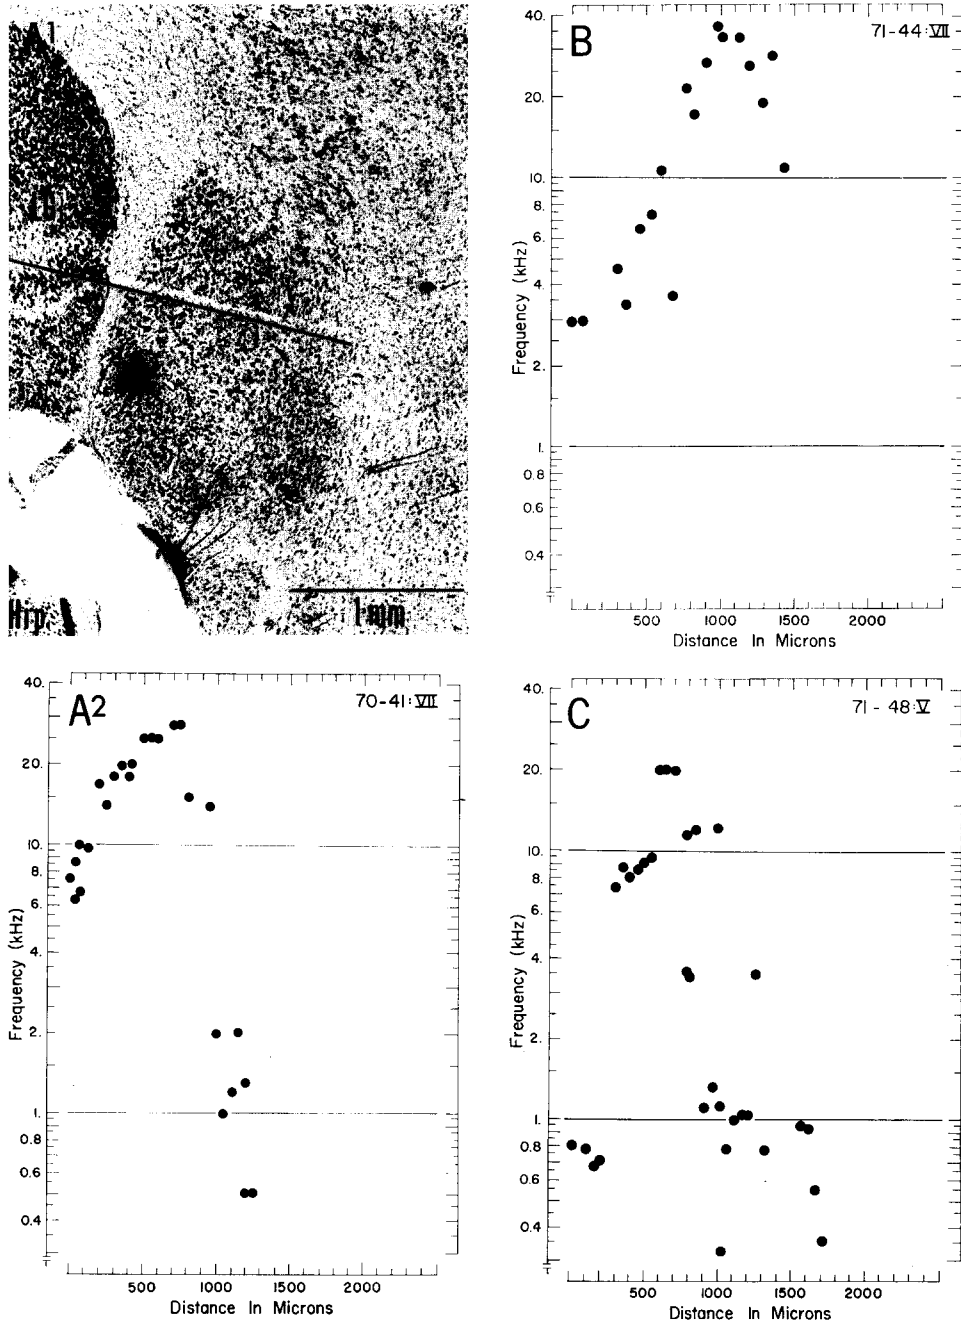 A1
Hip.
1mm
B
71-44:VII
40.
20.
10.
8.
6.
4.
2.
1.
0.8
0.6
0.4
Frequency (kHz)
500 1000 1500 2000
Distance In Microns
A2
70-41:VII
40.
20.
10.
8.
6.
4.
2.
1.
0.8
0.6
0.4
Frequency (kHz)
500 1000 1500 2000
Distance In Microns
C
71-48:V
40.
20.
10.
8.
6.
4.
2.
1.
0.8
0.6
0.4
Frequency (kHz)
500 1000 1500 2000
Distance In Microns